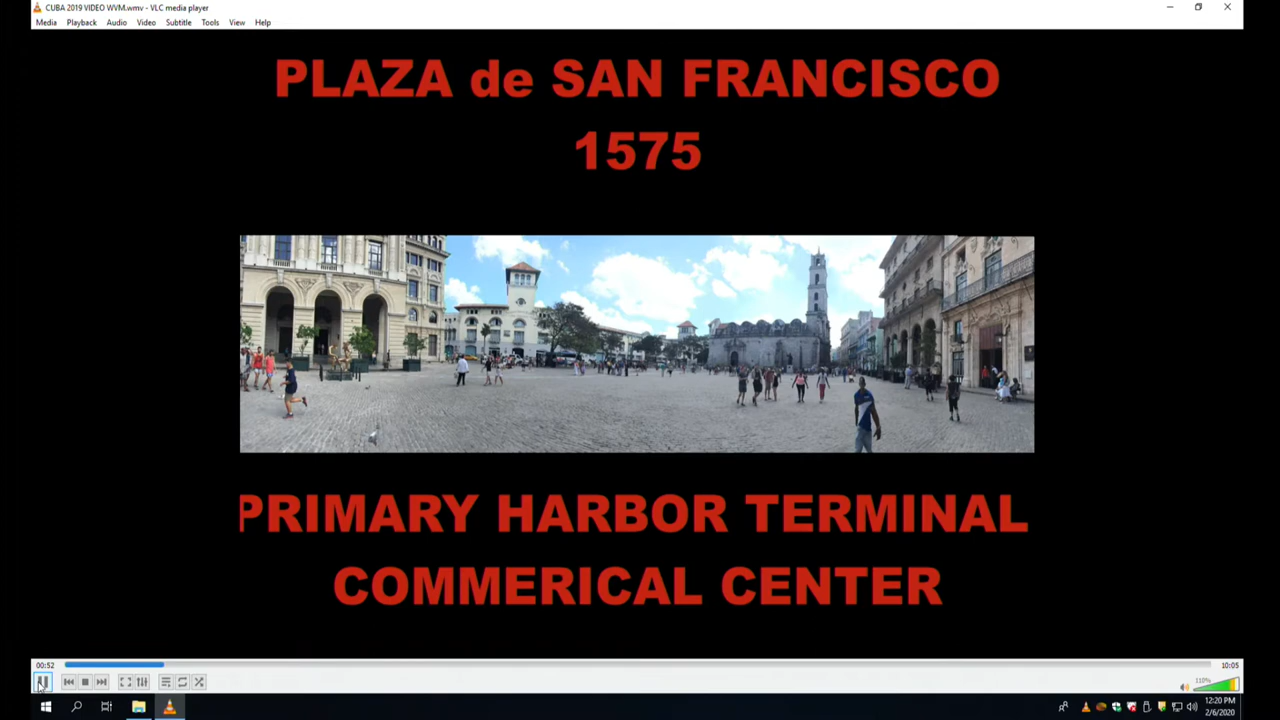 CUBA 2019 VIDEO WVM.wmv - VLC media player
Media Playback Audio Video Subtitle Tools View Help
PLAZA de SAN FRANCISCO
1575
PRIMARY HARBOR TERMINAL
COMMERICAL CENTER
00:52
10:05
110%
12:20 PM
2/6/2020